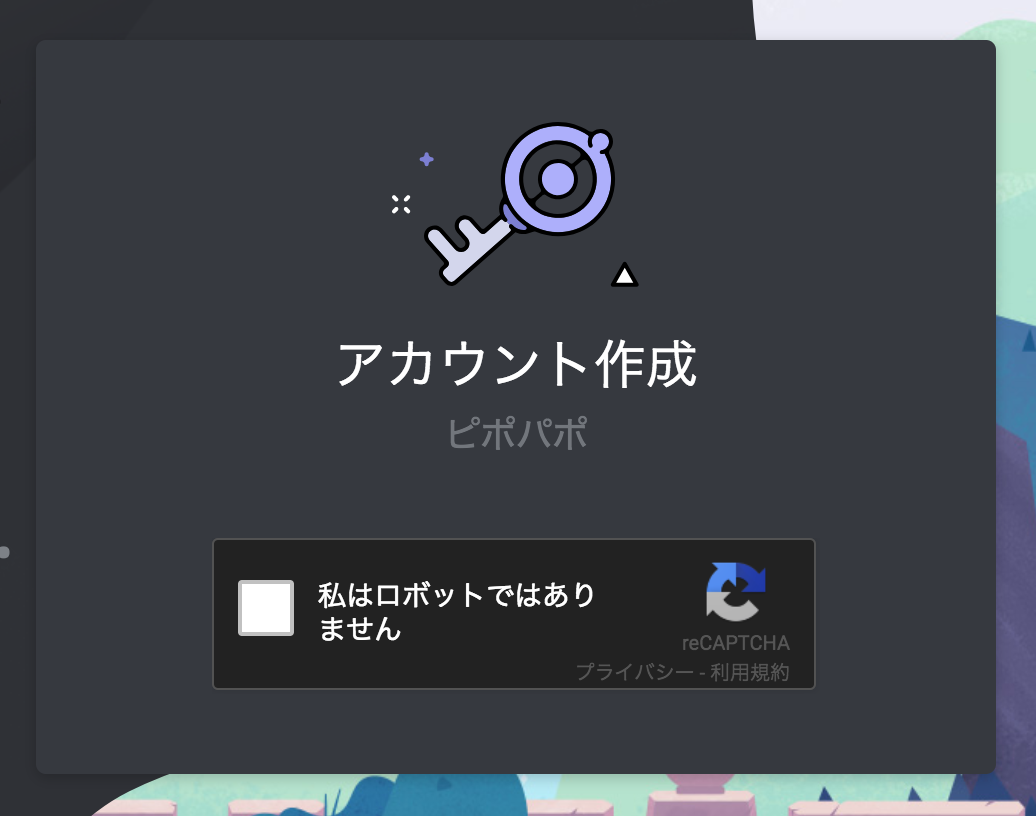 アカウント作成
ピポパポ
私はロボットではあり
ません
reCAPTCHA
プライバシー - 利用規約